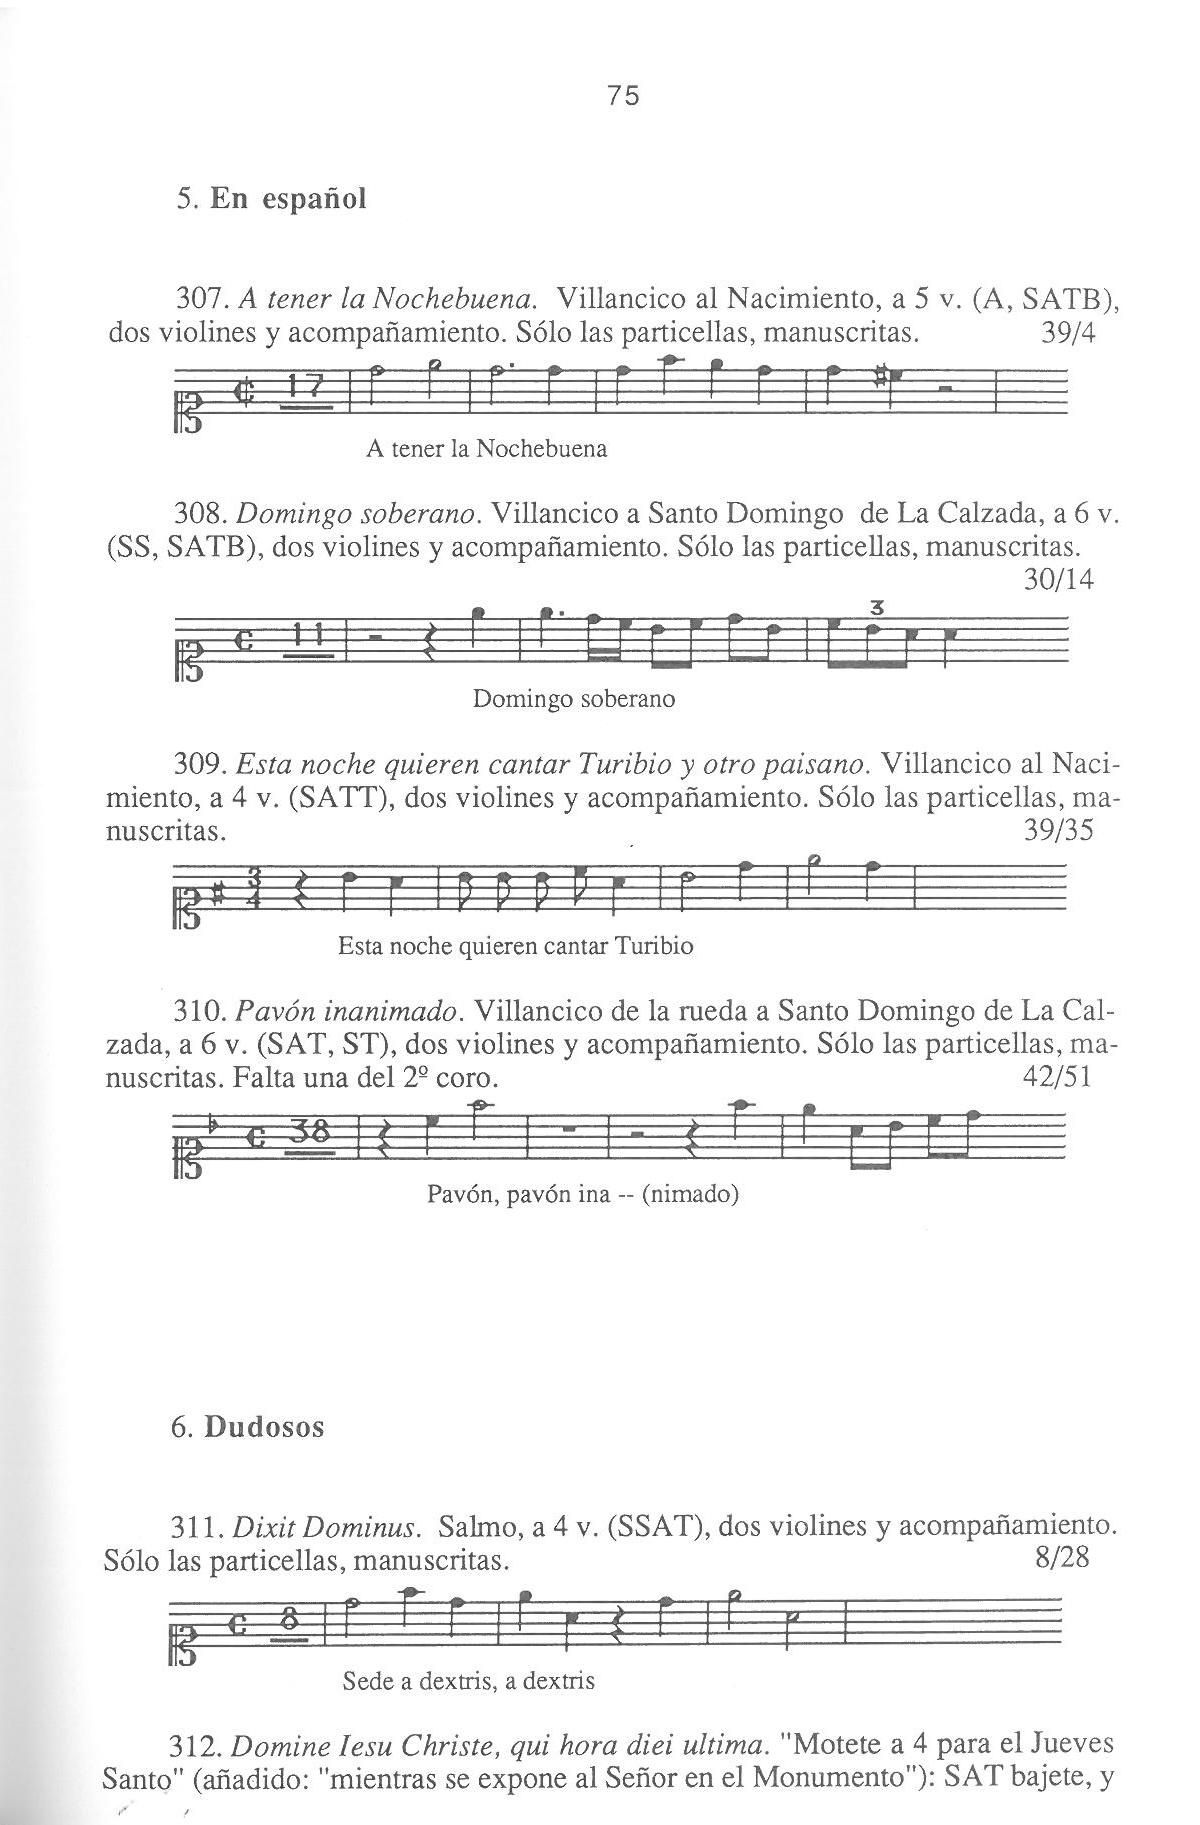 75
5. En español
307. A tener la Nochebuena. Villancico al Nacimiento, a 5 v. (A, SATB),
dos violines y acompañamiento. Sólo las particellas, manuscritas. 39/4
17
A tener la Nochebuena
308. Domingo soberano. Villancico a Santo Domingo de La Calzada, a 6 v.
(SS, SATB), dos violines y acompañamiento. Sólo las particellas, manuscritas.
30/14
11 3
Domingo soberano
309. Esta noche quieren cantar Turibio y otro paisano. Villancico al Naci-
miento, a 4 v. (SATT), dos violines y acompañamiento. Sólo las particellas, ma-
nuscritas. 39/35
3
4
Esta noche quieren cantar Turibio
310. Pavón inanimado. Villancico de la rueda a Santo Domingo de La Cal-
zada, a 6 v. (SAT, ST), dos violines y acompañamiento. Sólo las particellas, ma-
nuscritas. Falta una del 2º coro. 42/51
38
Pavón, pavón ina -- (nimado)
6. Dudosos
311. Dixit Dominus. Salmo, a 4 v. (SSAT), dos violines y acompañamiento.
Sólo las particellas, manuscritas. 8/28
8
Sede a dextris, a dextris
312. Domine Iesu Christe, qui hora diei ultima. "Motete a 4 para el Jueves
Santo" (añadido: "mientras se expone al Señor en el Monumento"): SAT bajete, y